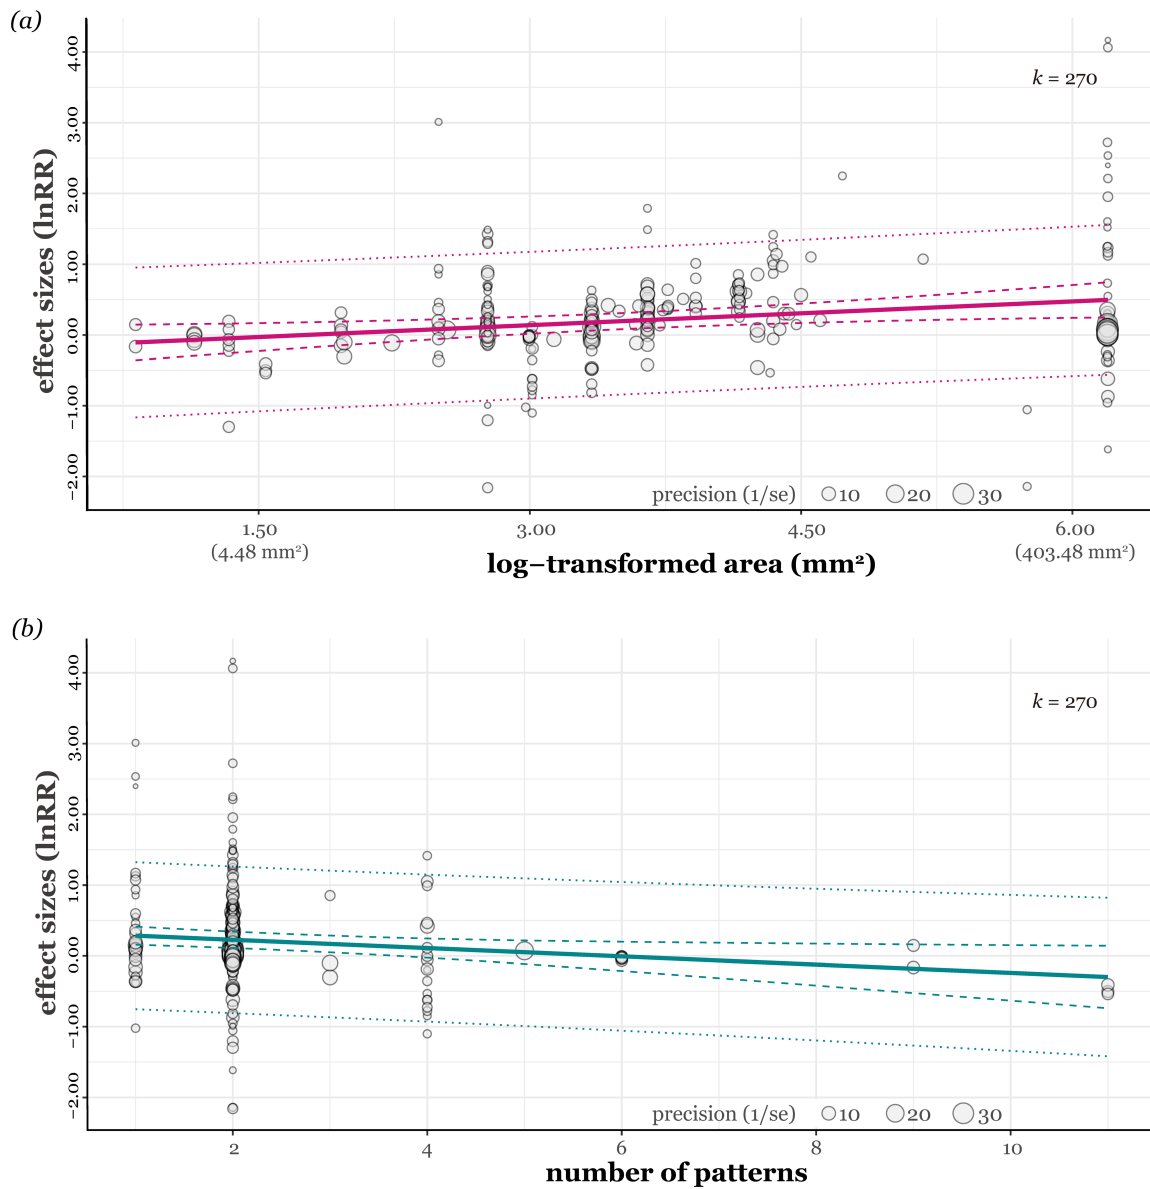 (a)
effect sizes (lnRR)
4.00
3.00
2.00
1.00
0.00
−1.00
−2.00
k = 270
precision (1/se) 10 20 30
1.50 3.00 4.50 6.00
(4.48 mm²) (403.48 mm²)
log−transformed area (mm²)
(b)
effect sizes (lnRR)
4.00
3.00
2.00
1.00
0.00
−1.00
−2.00
k = 270
precision (1/se) 10 20 30
2 4 6 8 10
number of patterns